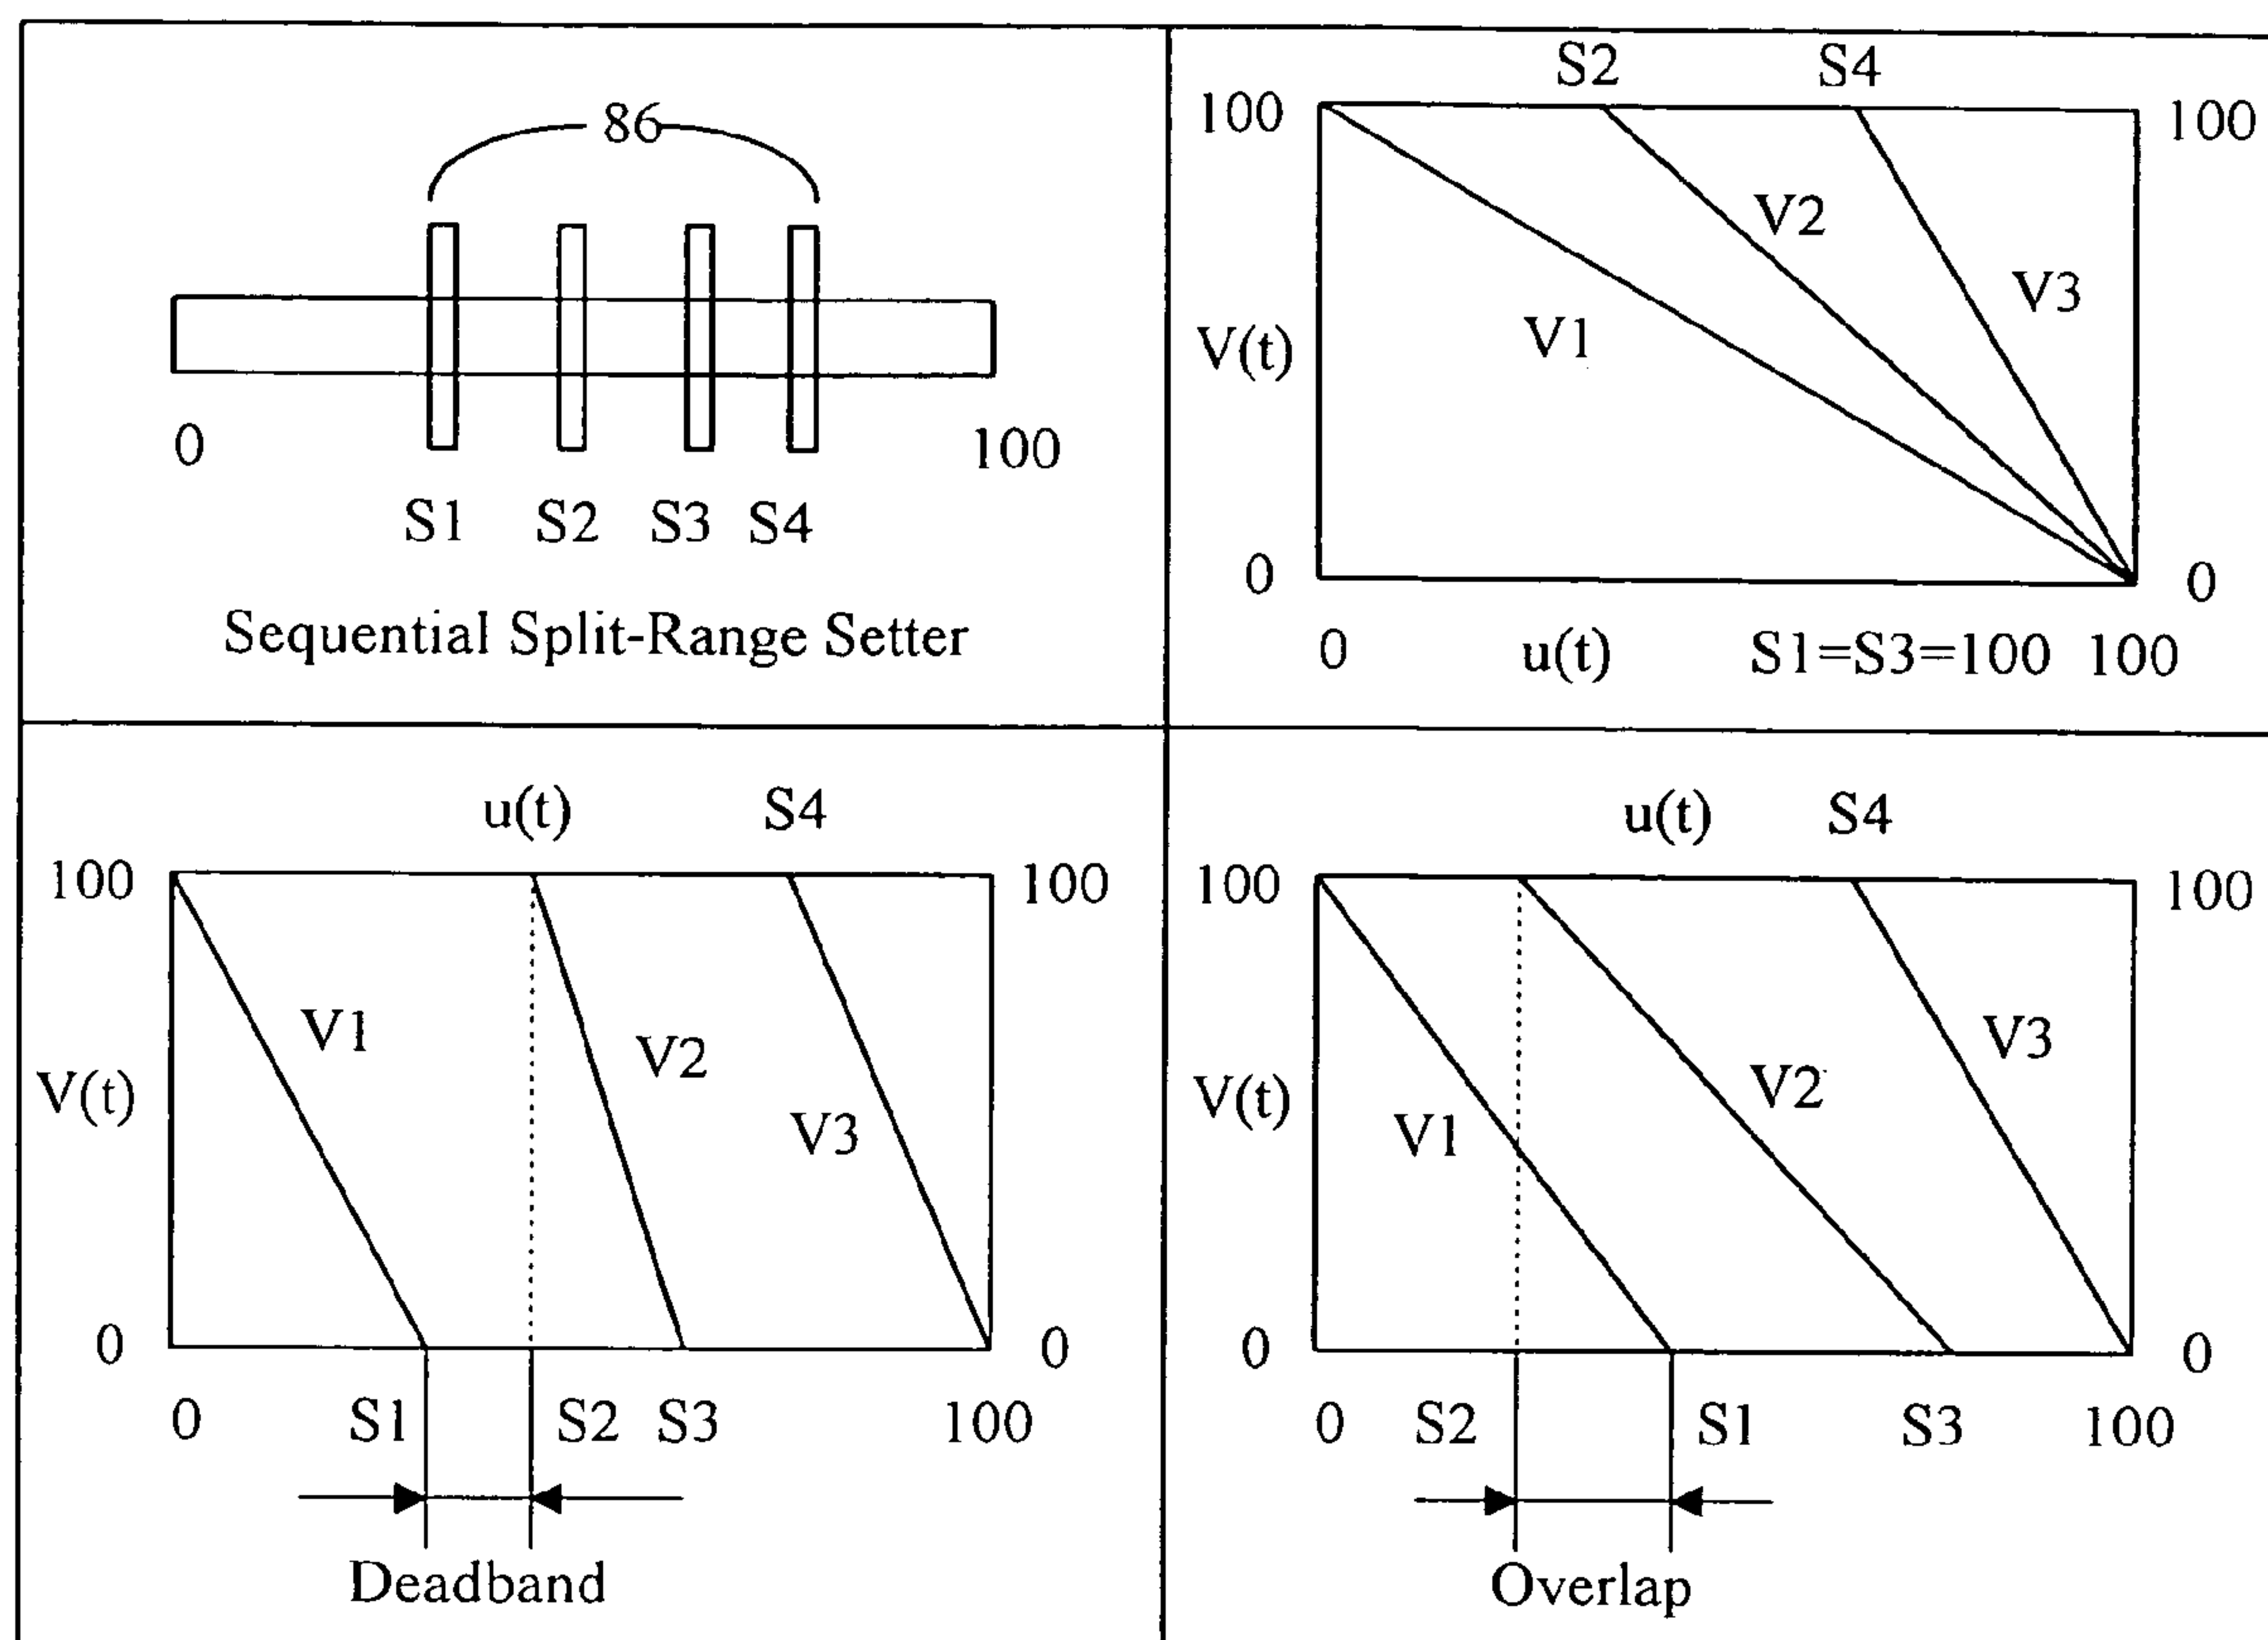 86
0 100
S1 S2 S3 S4
Sequential Split-Range Setter
S2 S4
100 100
V2
V3
V1
V(t)
0 0
0 u(t) S1=S3=100 100
u(t) S4
100 100
V1
V2
V(t)
V3
0 0
0 S1 S2 S3 100
Deadband
u(t) S4
100 100
V3
V2
V(t)
V1
0 0
0 S2 S1 S3 100
Overlap